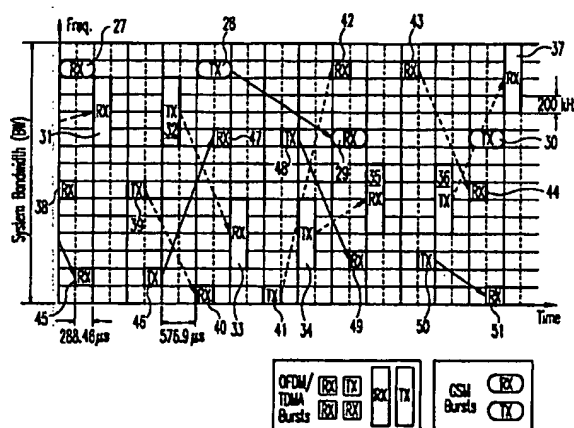 Freq.
27
28
42
43
37
RX
TX
RX
RX
RX
RX
TX
32
31
200 kH
RX
47
TX
48
RX
29
TX
30
System Bandwidth (BW)
38
RX
TX
39
35
RX
36
TX
RX
44
RX
33
TX
34
RX
45
TX
46
RX
49
TX
50
RX
40
TX
41
RX
51
Time
288.46µs
576.9µs
OFDM/
TDMA
Bursts
RX TX
RX RX
RX TX
GSM
Bursts
RX
TX